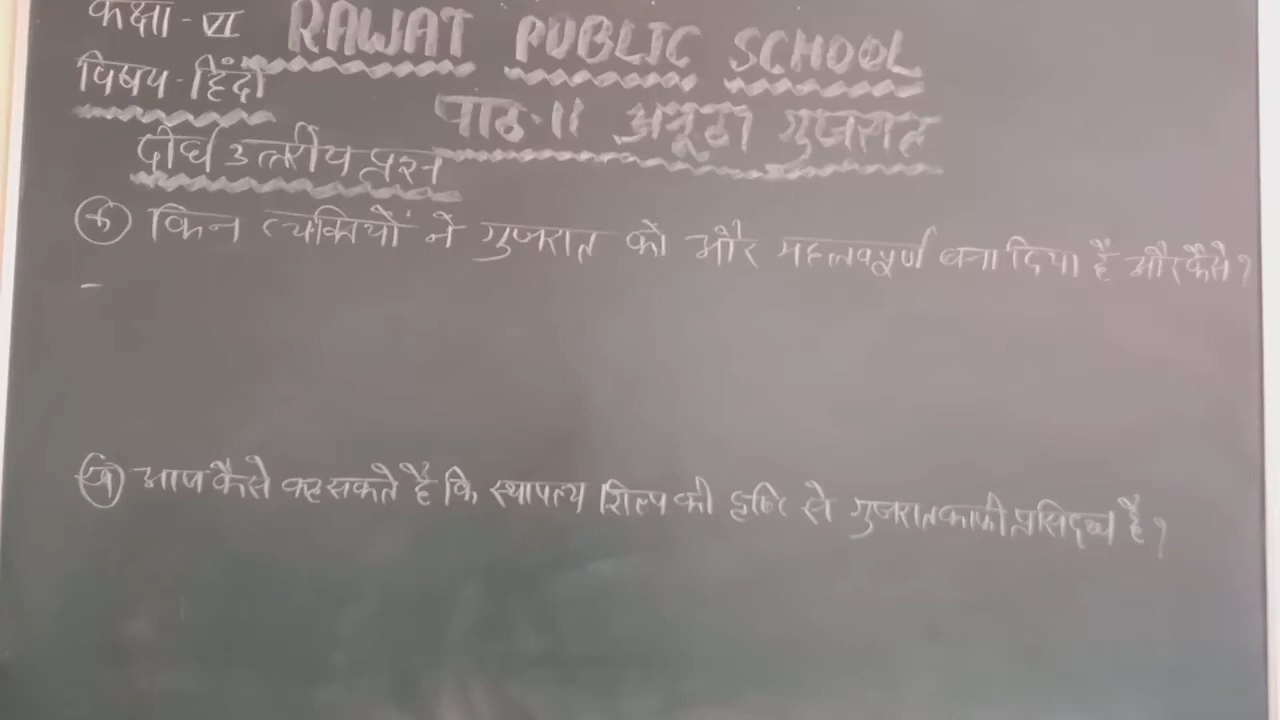 कक्षा - VI RAWAT PUBLIC SCHOOL
विषय - हिंदी
पाठ-11 अनूठा गुजरात
दीर्घ उत्तरीय प्रश्न
(क) किन व्यक्तियों ने गुजरात को और महत्वपूर्ण बना दिया है और कैसे?
(ख) आप कैसे कह सकते हैं कि स्थापत्य शिल्प की दृष्टि से गुजरात काफी प्रसिद्ध है?